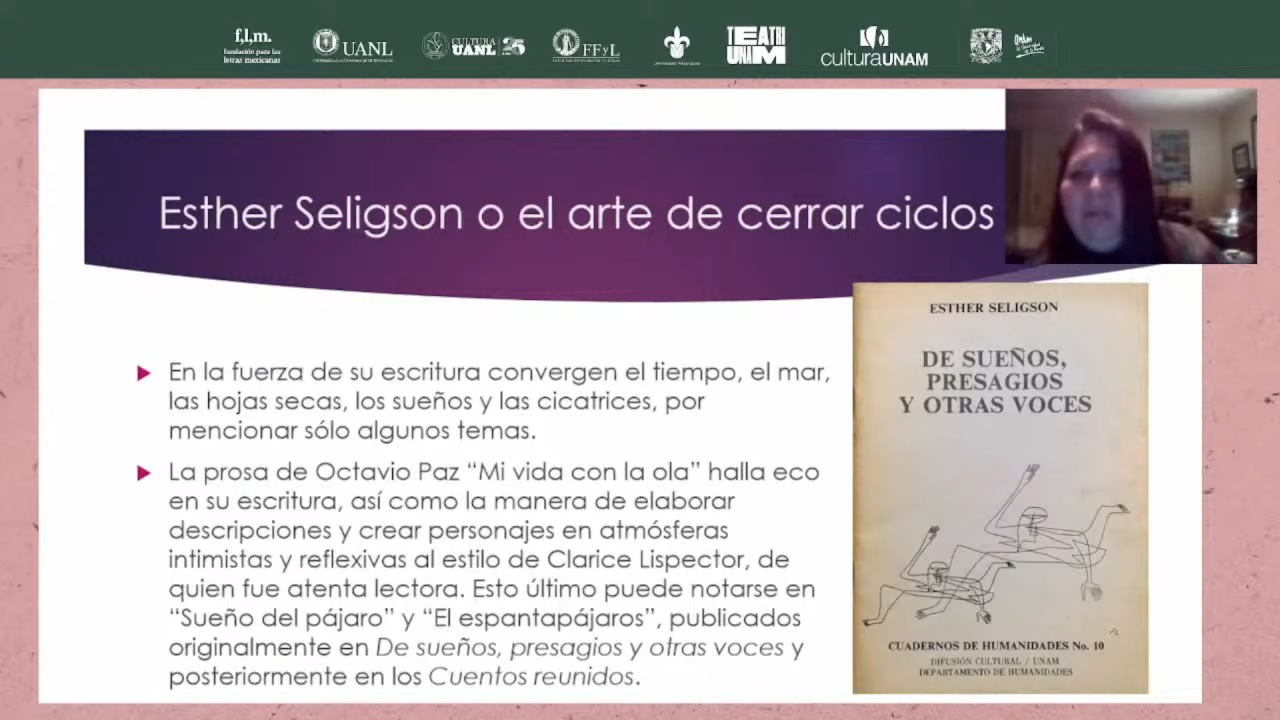 f,l,m.
Fundación para las
letras mexicanas
UANL
CULTURA
UANL 25
FFyL
FACULTAD DE FILOSOFÍA Y LETRAS
TEATRO
UNAM
culturaUNAM
Esther Seligson o el arte de cerrar ciclos
En la fuerza de su escritura convergen el tiempo, el mar,
las hojas secas, los sueños y las cicatrices, por
mencionar sólo algunos temas.
La prosa de Octavio Paz “Mi vida con la ola” halla eco
en su escritura, así como la manera de elaborar
descripciones y crear personajes en atmósferas
intimistas y reflexivas al estilo de Clarice Lispector, de
quien fue atenta lectora. Esto último puede notarse en
“Sueño del pájaro” y “El espantapájaros”, publicados
originalmente en De sueños, presagios y otras voces y
posteriormente en los Cuentos reunidos.
ESTHER SELIGSON
DE SUEÑOS,
PRESAGIOS
Y OTRAS VOCES
CUADERNOS DE HUMANIDADES No. 10
DIFUSIÓN CULTURAL / UNAM
DEPARTAMENTO DE HUMANIDADES